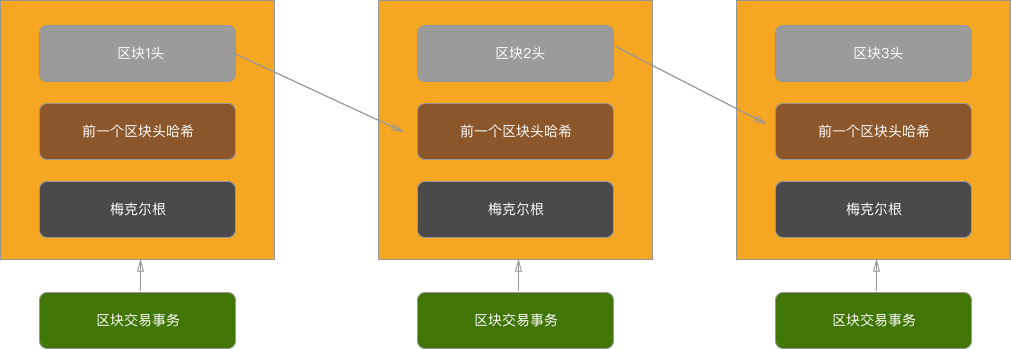 区块1头
区块2头
区块3头
前一个区块头哈希
前一个区块头哈希
前一个区块头哈希
梅克尔根
梅克尔根
梅克尔根
区块交易事务
区块交易事务
区块交易事务